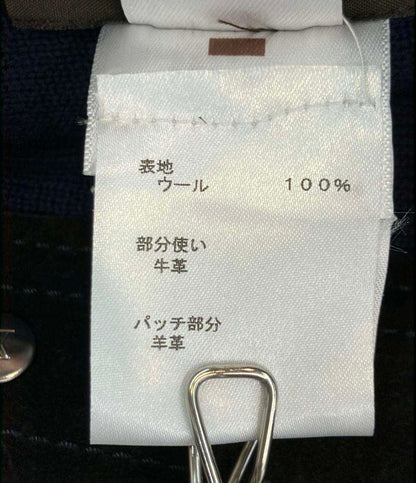 表地
ウール 100%
部分使い
牛革
パッチ部分
羊革